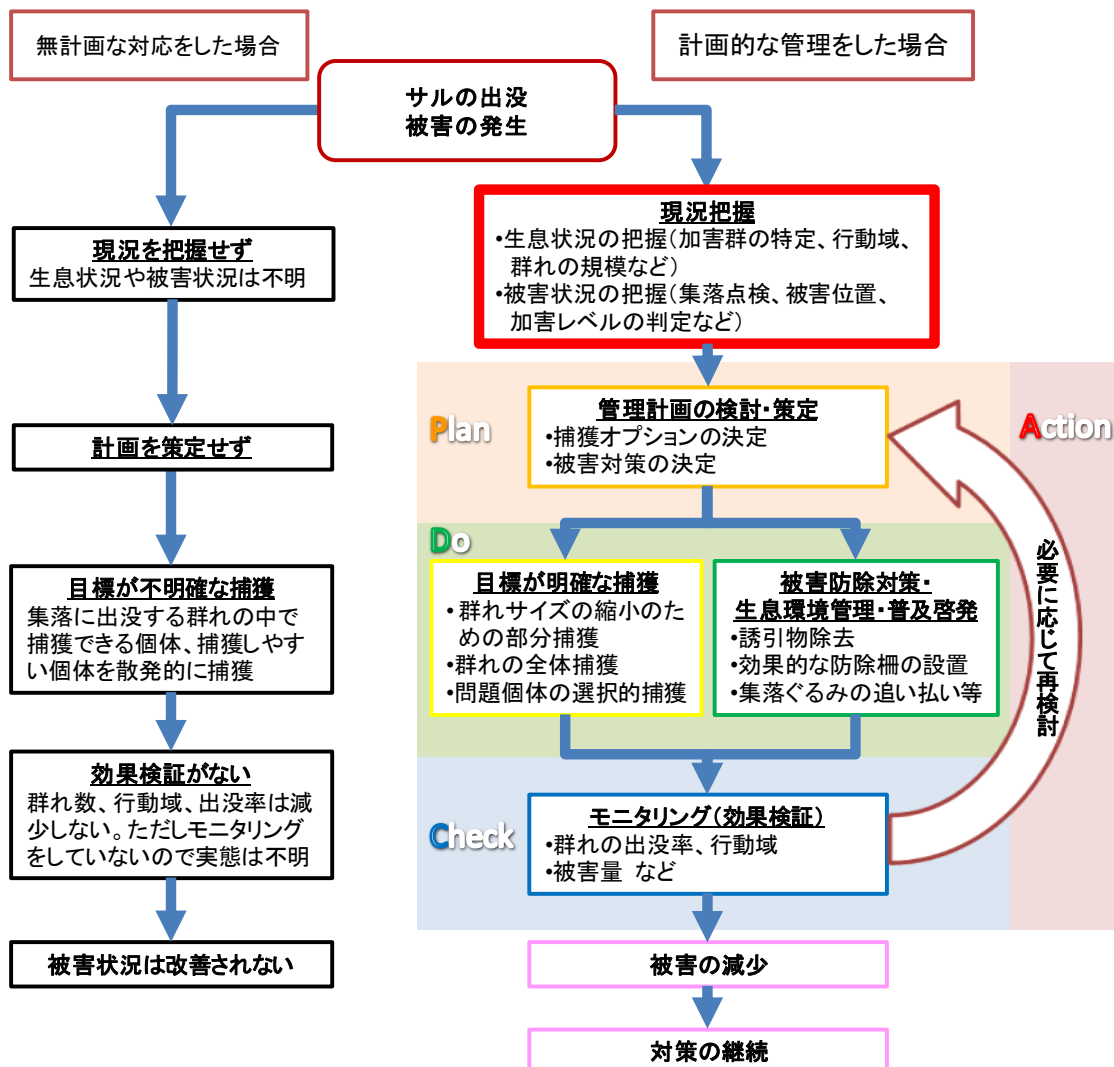 無計画な対応をした場合
計画的な管理をした場合
サルの出没
被害の発生
現況を把握せず
生息状況や被害状況は不明
計画を策定せず
目標が不明確な捕獲
集落に出没する群れの中で
捕獲できる個体、捕獲しやす
い個体を散発的に捕獲
効果検証がない
群れ数、行動域、出没率は減
少しない。ただしモニタリング
をしていないので実態は不明
被害状況は改善されない
現況把握
•生息状況の把握(加害群の特定、行動域、
群れの規模など)
•被害状況の把握(集落点検、被害位置、
加害レベルの判定など)
Plan
管理計画の検討・策定
•捕獲オプションの決定
•被害対策の決定
Do
目標が明確な捕獲
•群れサイズの縮小のた
めの部分捕獲
•群れの全体捕獲
•問題個体の選択的捕獲
被害防除対策・
生息環境管理・普及啓発
•誘引物除去
•効果的な防除柵の設置
•集落ぐるみの追い払い等
Check
モニタリング(効果検証)
•群れの出没率、行動域
•被害量 など
Action
必要に応じて再検討
被害の減少
対策の継続